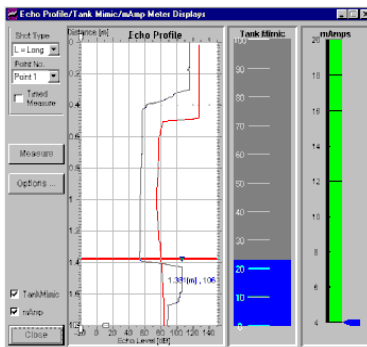 Echo Profile/Tank Mimic/mAmp Meter Displays
Shot Type
L = Long
Point No.
Point 1
Timed
Measure
Measure
Options ...
TankMimic
mAmp
Close
Distance [m]
Echo Profile
0
0.2
0.4
0.6
0.8
1
1.2
1.4
1.6
1.8
1.381[m] , 106
-20
0
20
40
60
80
100
120
140
Echo Level [dB]
Tank Mimic
100
90
80
70
60
50
40
30
20
10
0
mAmps
20
18
16
14
12
10
8
6
4